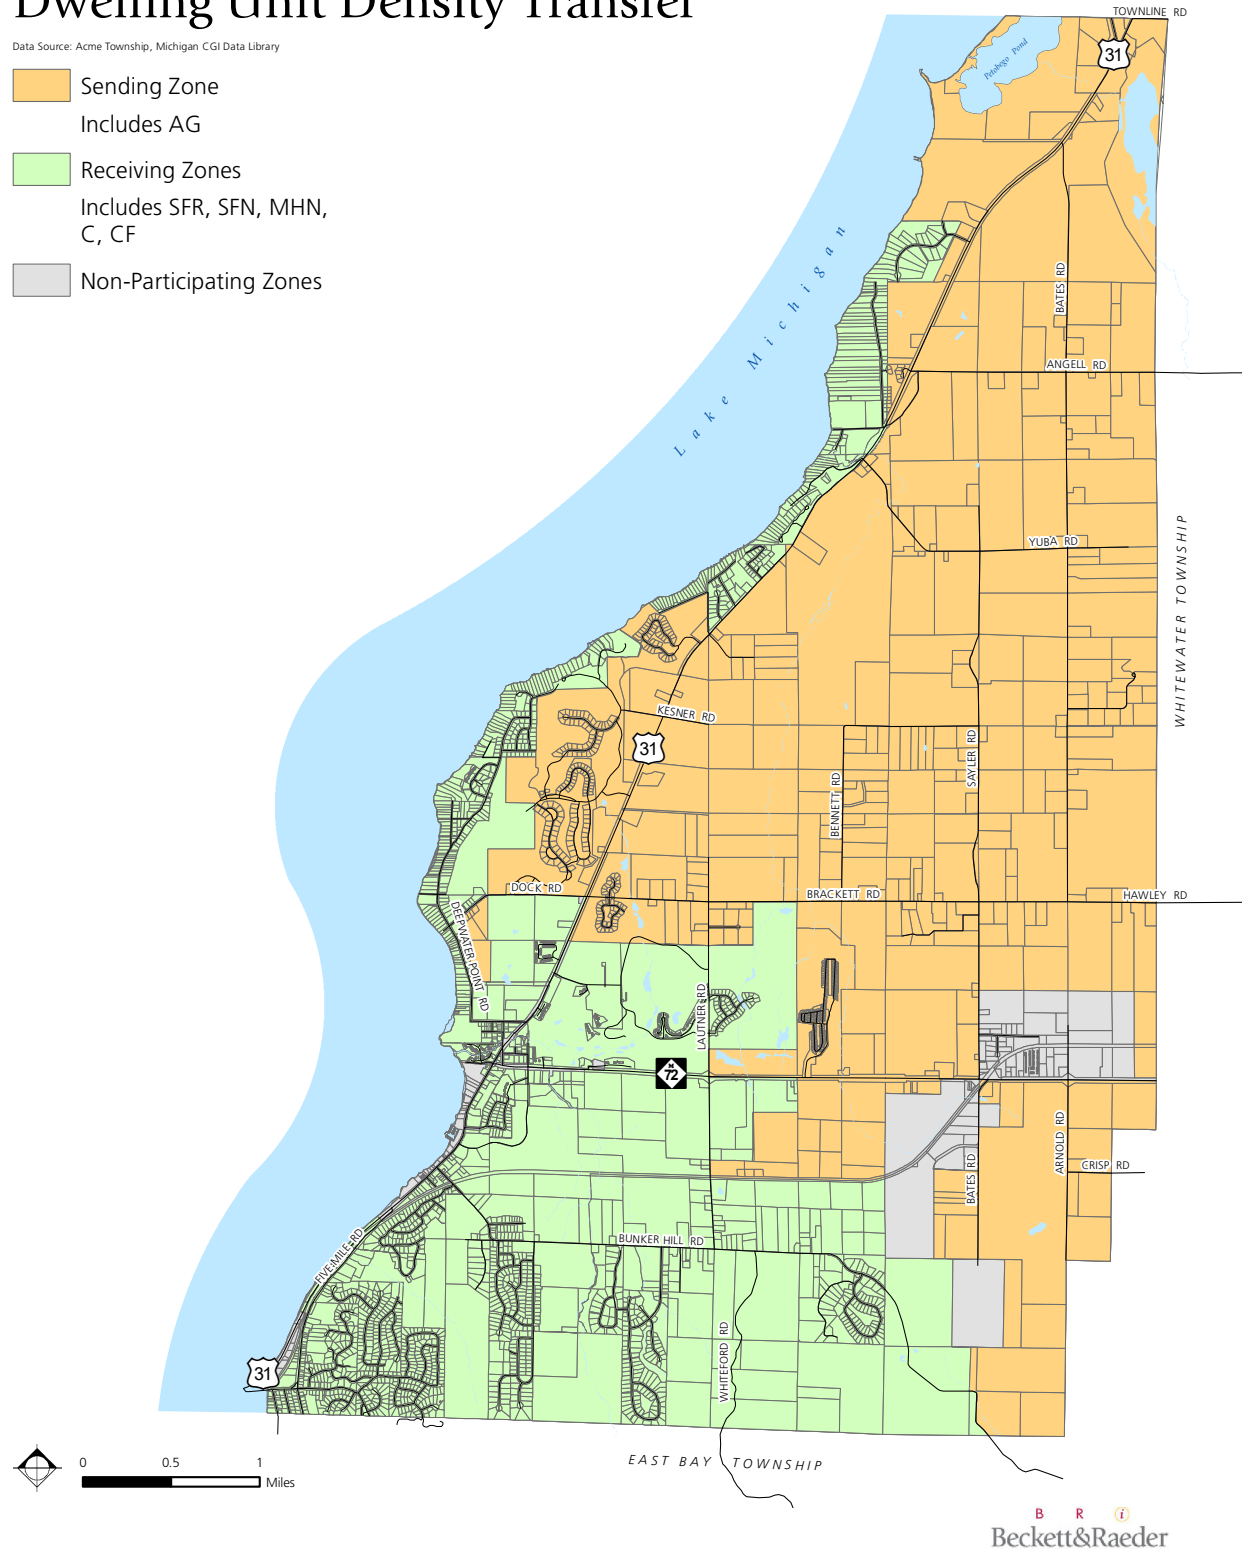 Dwelling Unit Density Transfer
Data Source: Acme Township, Michigan CGI Data Library
Sending Zone
Includes AG
Receiving Zones
Includes SFR, SFN, MHN,
C, CF
Non-Participating Zones
TOWNLINE RD
31
Petobego Pond
Lake Michigan
BATES RD
ANGELL RD
YUBA RD
WHITEWATER TOWNSHIP
KESNER RD
31
SAYLER RD
BENNETT RD
DOCK RD
BRACKETT RD
HAWLEY RD
DEEPWATER POINT RD
LAUTNER RD
M
72
ARNOLD RD
CRISP RD
BATES RD
BUNKER HILL RD
FIVE MILE RD
WHITEFORD RD
31
EAST BAY TOWNSHIP
0 0.5 1
Miles
B R i
Beckett&Raeder